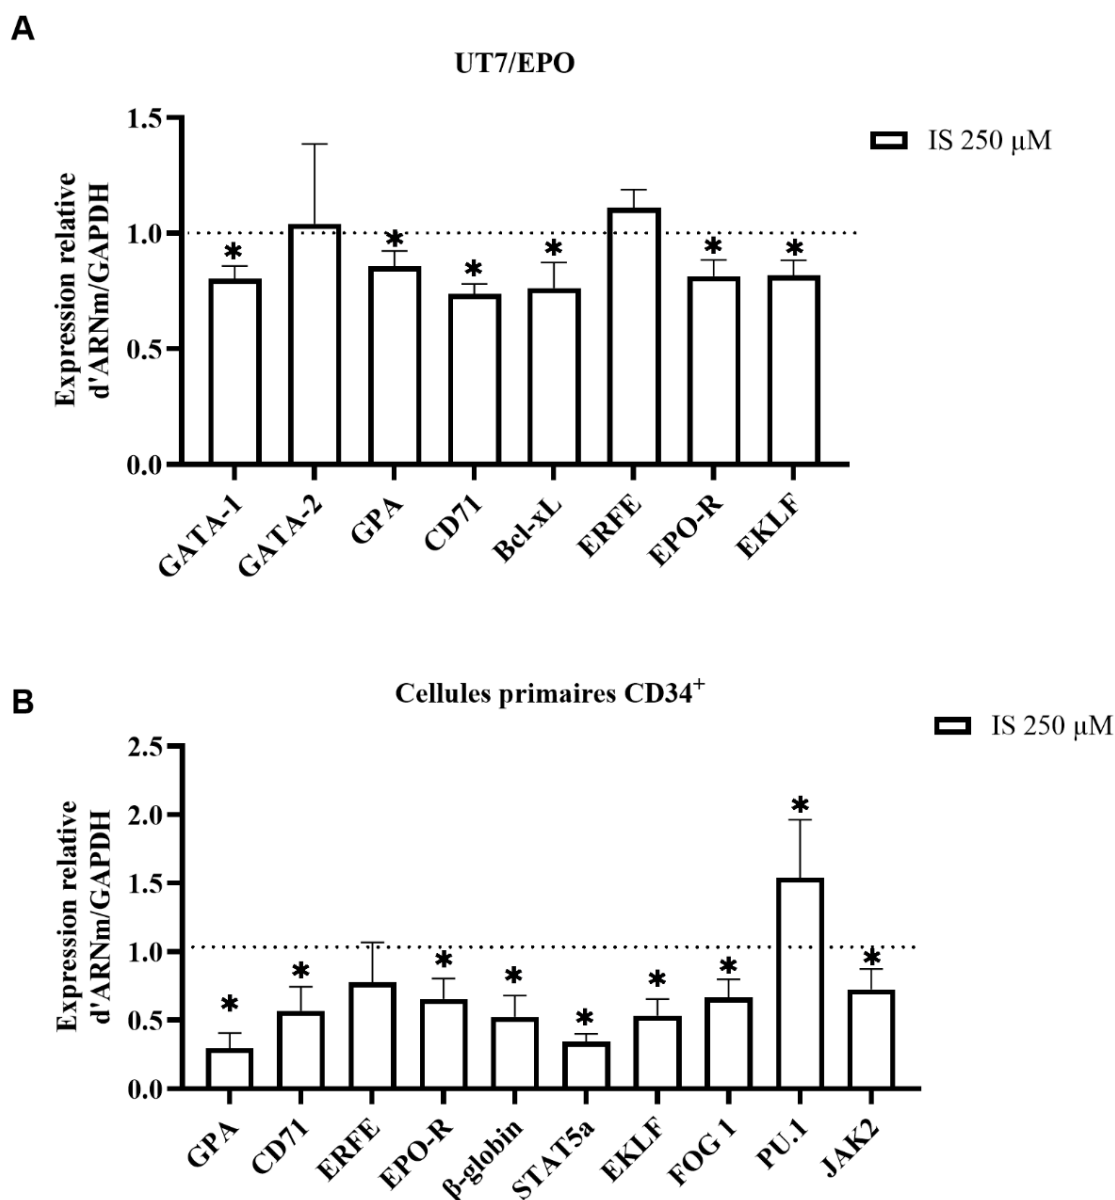 A
UT7/EPO
IS 250 µM
Expression relative
d'ARNm/GAPDH
1.5
1.0
0.5
0.0
* * * * * *
GATA-1 GATA-2 GPA CD71 Bcl-xL ERFE EPO-R EKLF
B
Cellules primaires CD34+
IS 250 µM
Expression relative
d'ARNm/GAPDH
2.5
2.0
1.5
1.0
0.5
0.0
* * * * * * * * *
GPA CD71 ERFE EPO-R β-globin STAT5a EKLF FOG 1 PU.1 JAK2